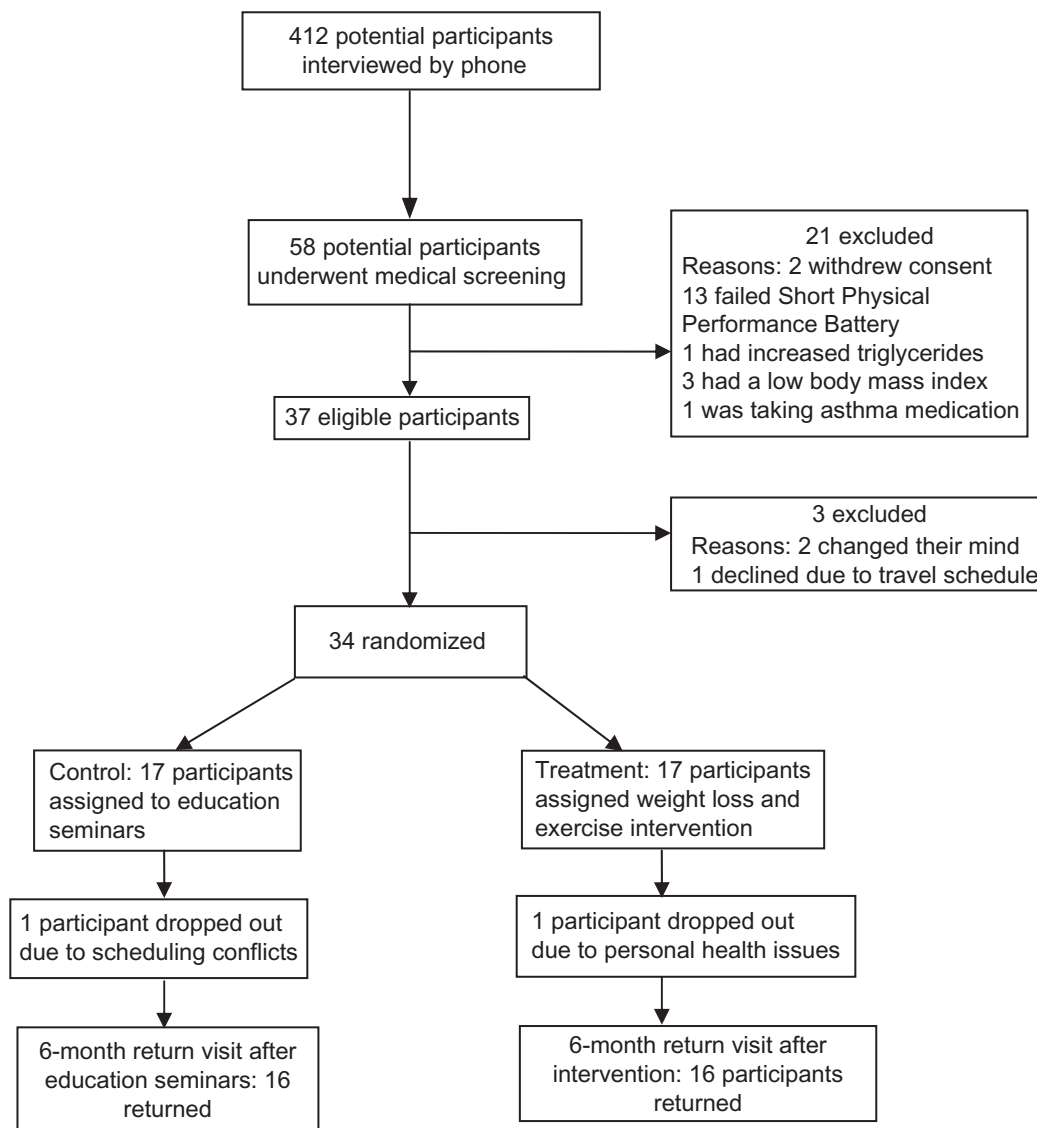 412 potential participants
interviewed by phone
58 potential participants
underwent medical screening
21 excluded
Reasons: 2 withdrew consent
13 failed Short Physical
Performance Battery
1 had increased triglycerides
3 had a low body mass index
1 was taking asthma medication
37 eligible participants
3 excluded
Reasons: 2 changed their mind
1 declined due to travel schedule
34 randomized
Control: 17 participants
assigned to education
seminars
Treatment: 17 participants
assigned weight loss and
exercise intervention
1 participant dropped out
due to scheduling conflicts
1 participant dropped out
due to personal health issues
6-month return visit after
education seminars: 16
returned
6-month return visit after
intervention: 16 participants
returned